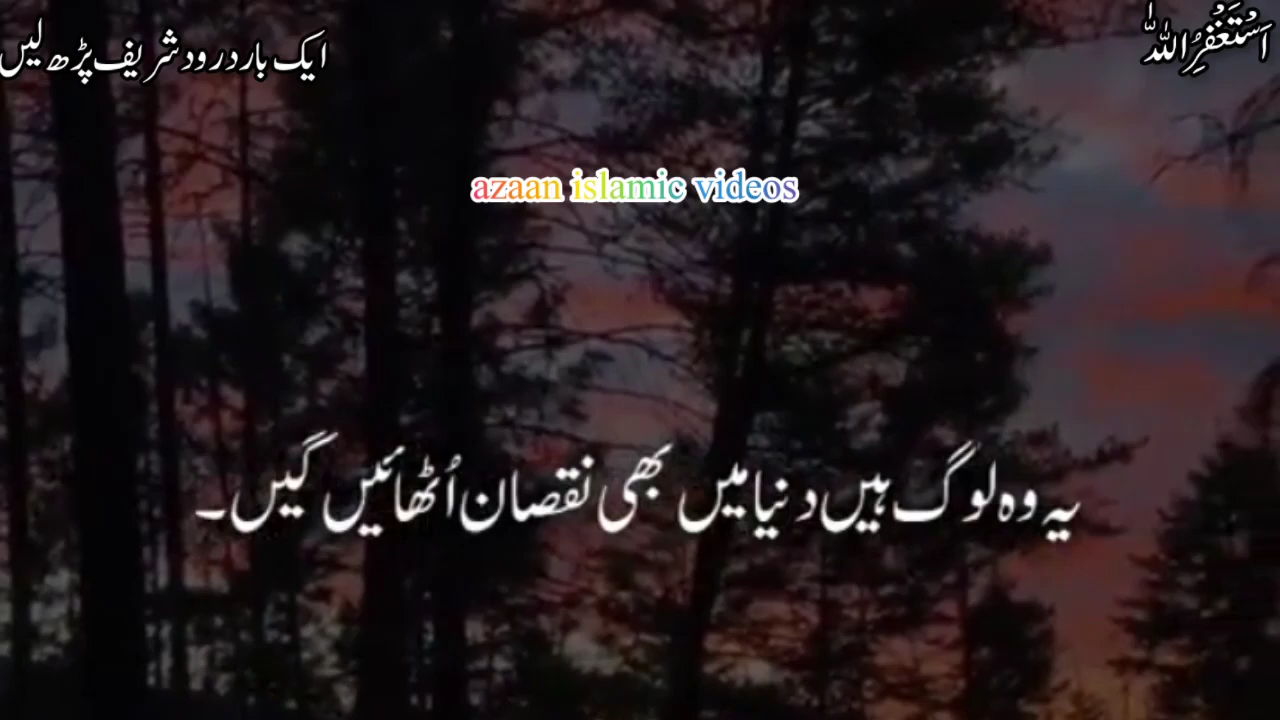 اَسْتَغْفِرُاللہ
ایک بار درود شریف پڑھ لیں
azaan islamic videos
یہ وہ لوگ ہیں دنیا میں بھی نقصان اُٹھائیں گیں۔